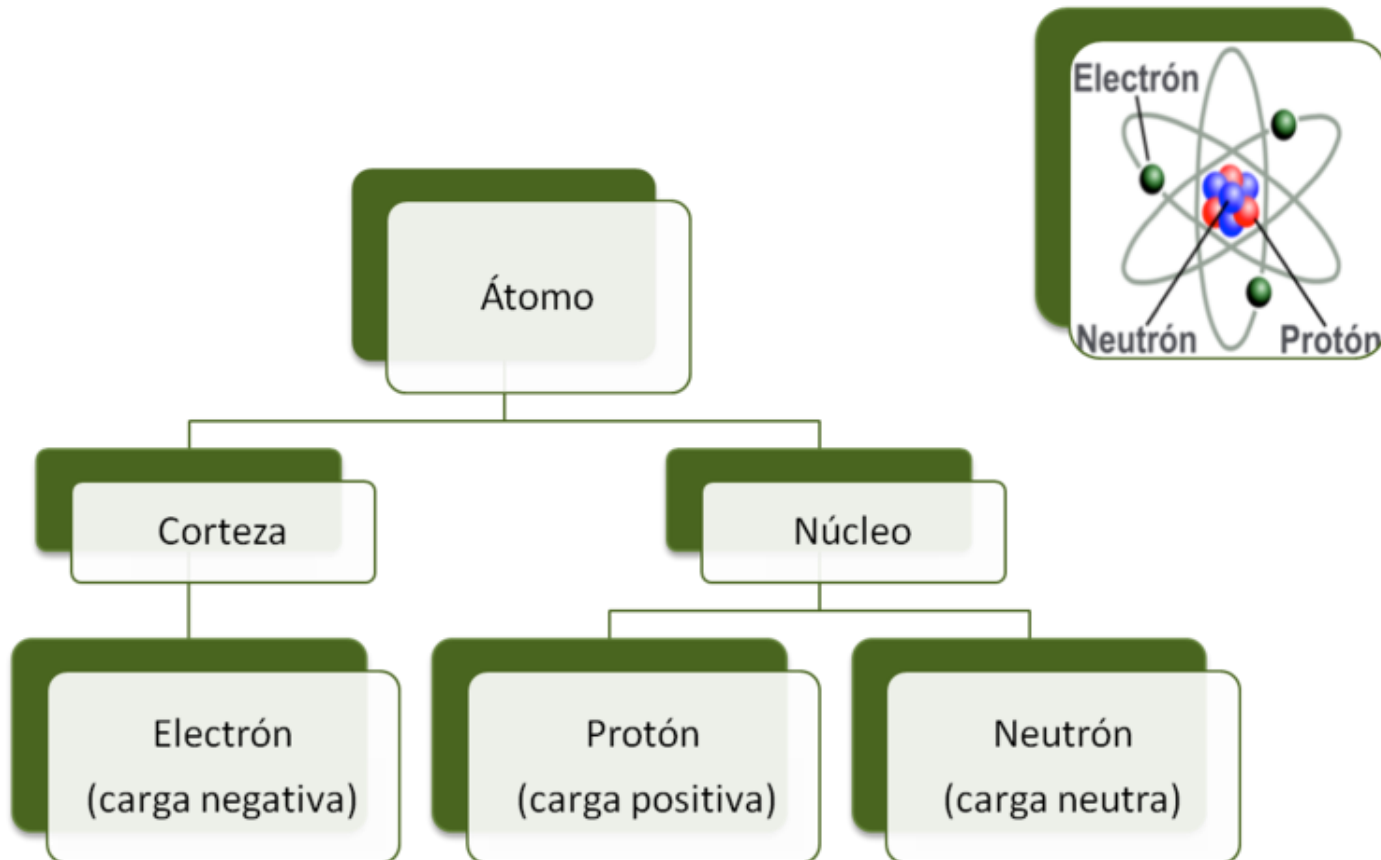 Electrón
Neutrón
Protón
Átomo
Corteza
Núcleo
Electrón
(carga negativa)
Protón
(carga positiva)
Neutrón
(carga neutra)